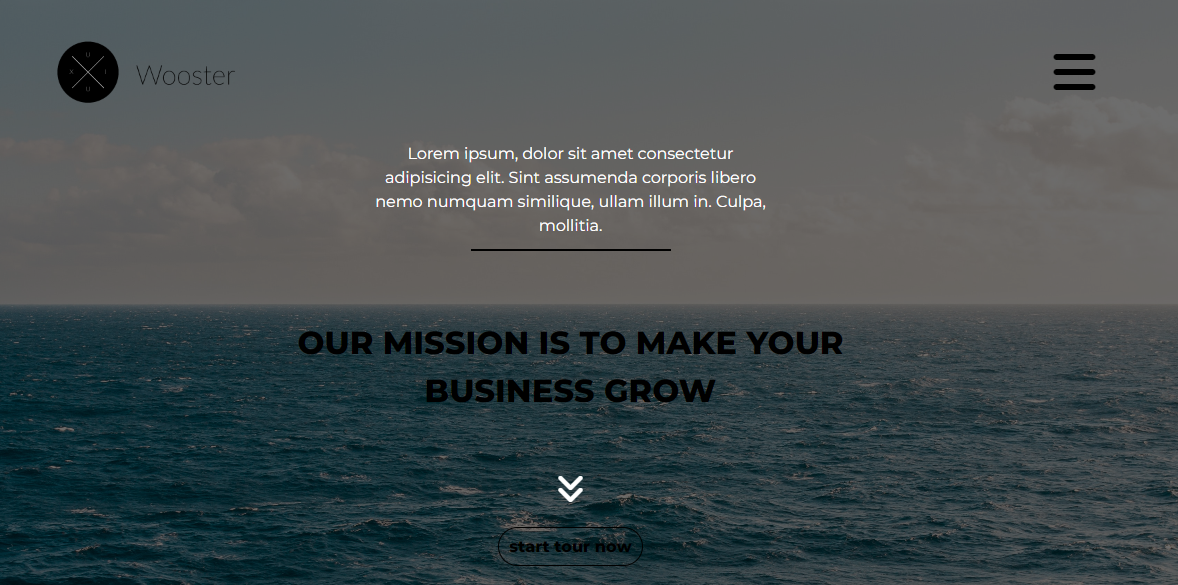 Wooster
Lorem ipsum, dolor sit amet consectetur
adipisicing elit. Sint assumenda corporis libero
nemo numquam similique, ullam illum in. Culpa,
mollitia.
OUR MISSION IS TO MAKE YOUR
BUSINESS GROW
start tour now